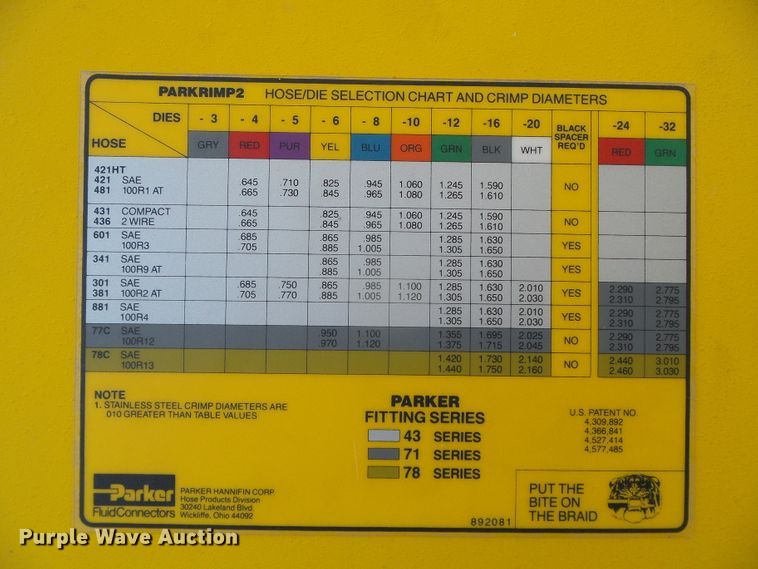 PARKRIMP2 HOSE/DIE SELECTION CHART AND CRIMP DIAMETERS
DIES - 3 - 4 - 5 - 6 - 8 -10 -12 -16 -20 BLACK SPACER REQ'D -24 -32
HOSE GRY RED PUR YEL BLU ORG GRN BLK WHT RED GRN
421HT
421 SAE .645 .710 .825 .945 1.060 1.245 1.590
481 100R1 AT .665 .730 .845 .965 1.080 1.265 1.610 NO
431 COMPACT .645 .825 .945 1.060 1.245 1.590
436 2 WIRE .665 .845 .965 1.080 1.265 1.610 NO
601 SAE .685 .865 .985 1.285 1.630
100R3 .705 .885 1.005 1.305 1.650 YES
341 SAE .865 .985 1.285 1.630
100R9 AT .885 1.005 1.305 1.650 YES
301 SAE .685 .750 .865 .985 1.100 1.285 1.630 2.010 2.290 2.775
381 100R2 AT .705 .770 .885 1.005 1.120 1.305 1.650 2.030 YES 2.310 2.795
881 SAE 1.285 1.630 2.010 2.290 2.775
100R4 1.305 1.650 2.030 YES 2.310 2.795
77C SAE .950 1.100 1.355 1.695 2.025 2.290 2.775
100R12 .970 1.120 1.375 1.715 2.045 NO 2.310 2.795
78C SAE 1.420 1.730 2.140 2.440 3.010
100R13 1.440 1.750 2.160 NO 2.460 3.030
NOTE
1. STAINLESS STEEL CRIMP DIAMETERS ARE
010 GREATER THAN TABLE VALUES
PARKER
FITTING SERIES
43 SERIES
71 SERIES
78 SERIES
U.S. PATENT NO.
4,309,892
4,366,841
4,527,414
4,577,485
Parker
FluidConnectors
PARKER HANNIFIN CORP.
Hose Products Division
30240 Lakeland Blvd.
Wickliffe, Ohio 44092
892081
PUT THE
BITE ON
THE BRAID
Purple Wave Auction